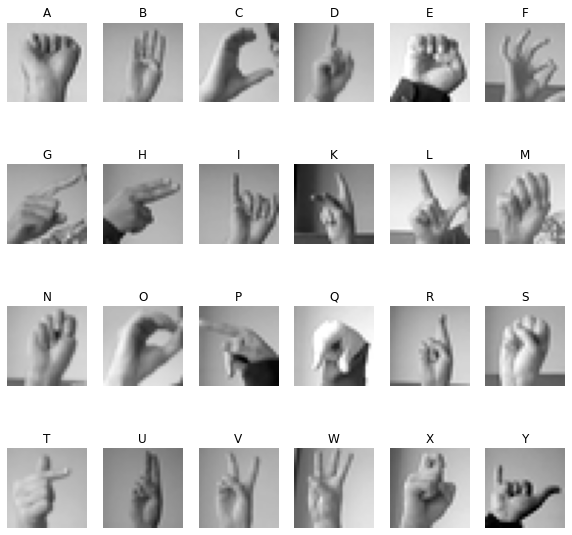 A B C D E F
G H I K L M
N O P Q R S
T U V W X Y